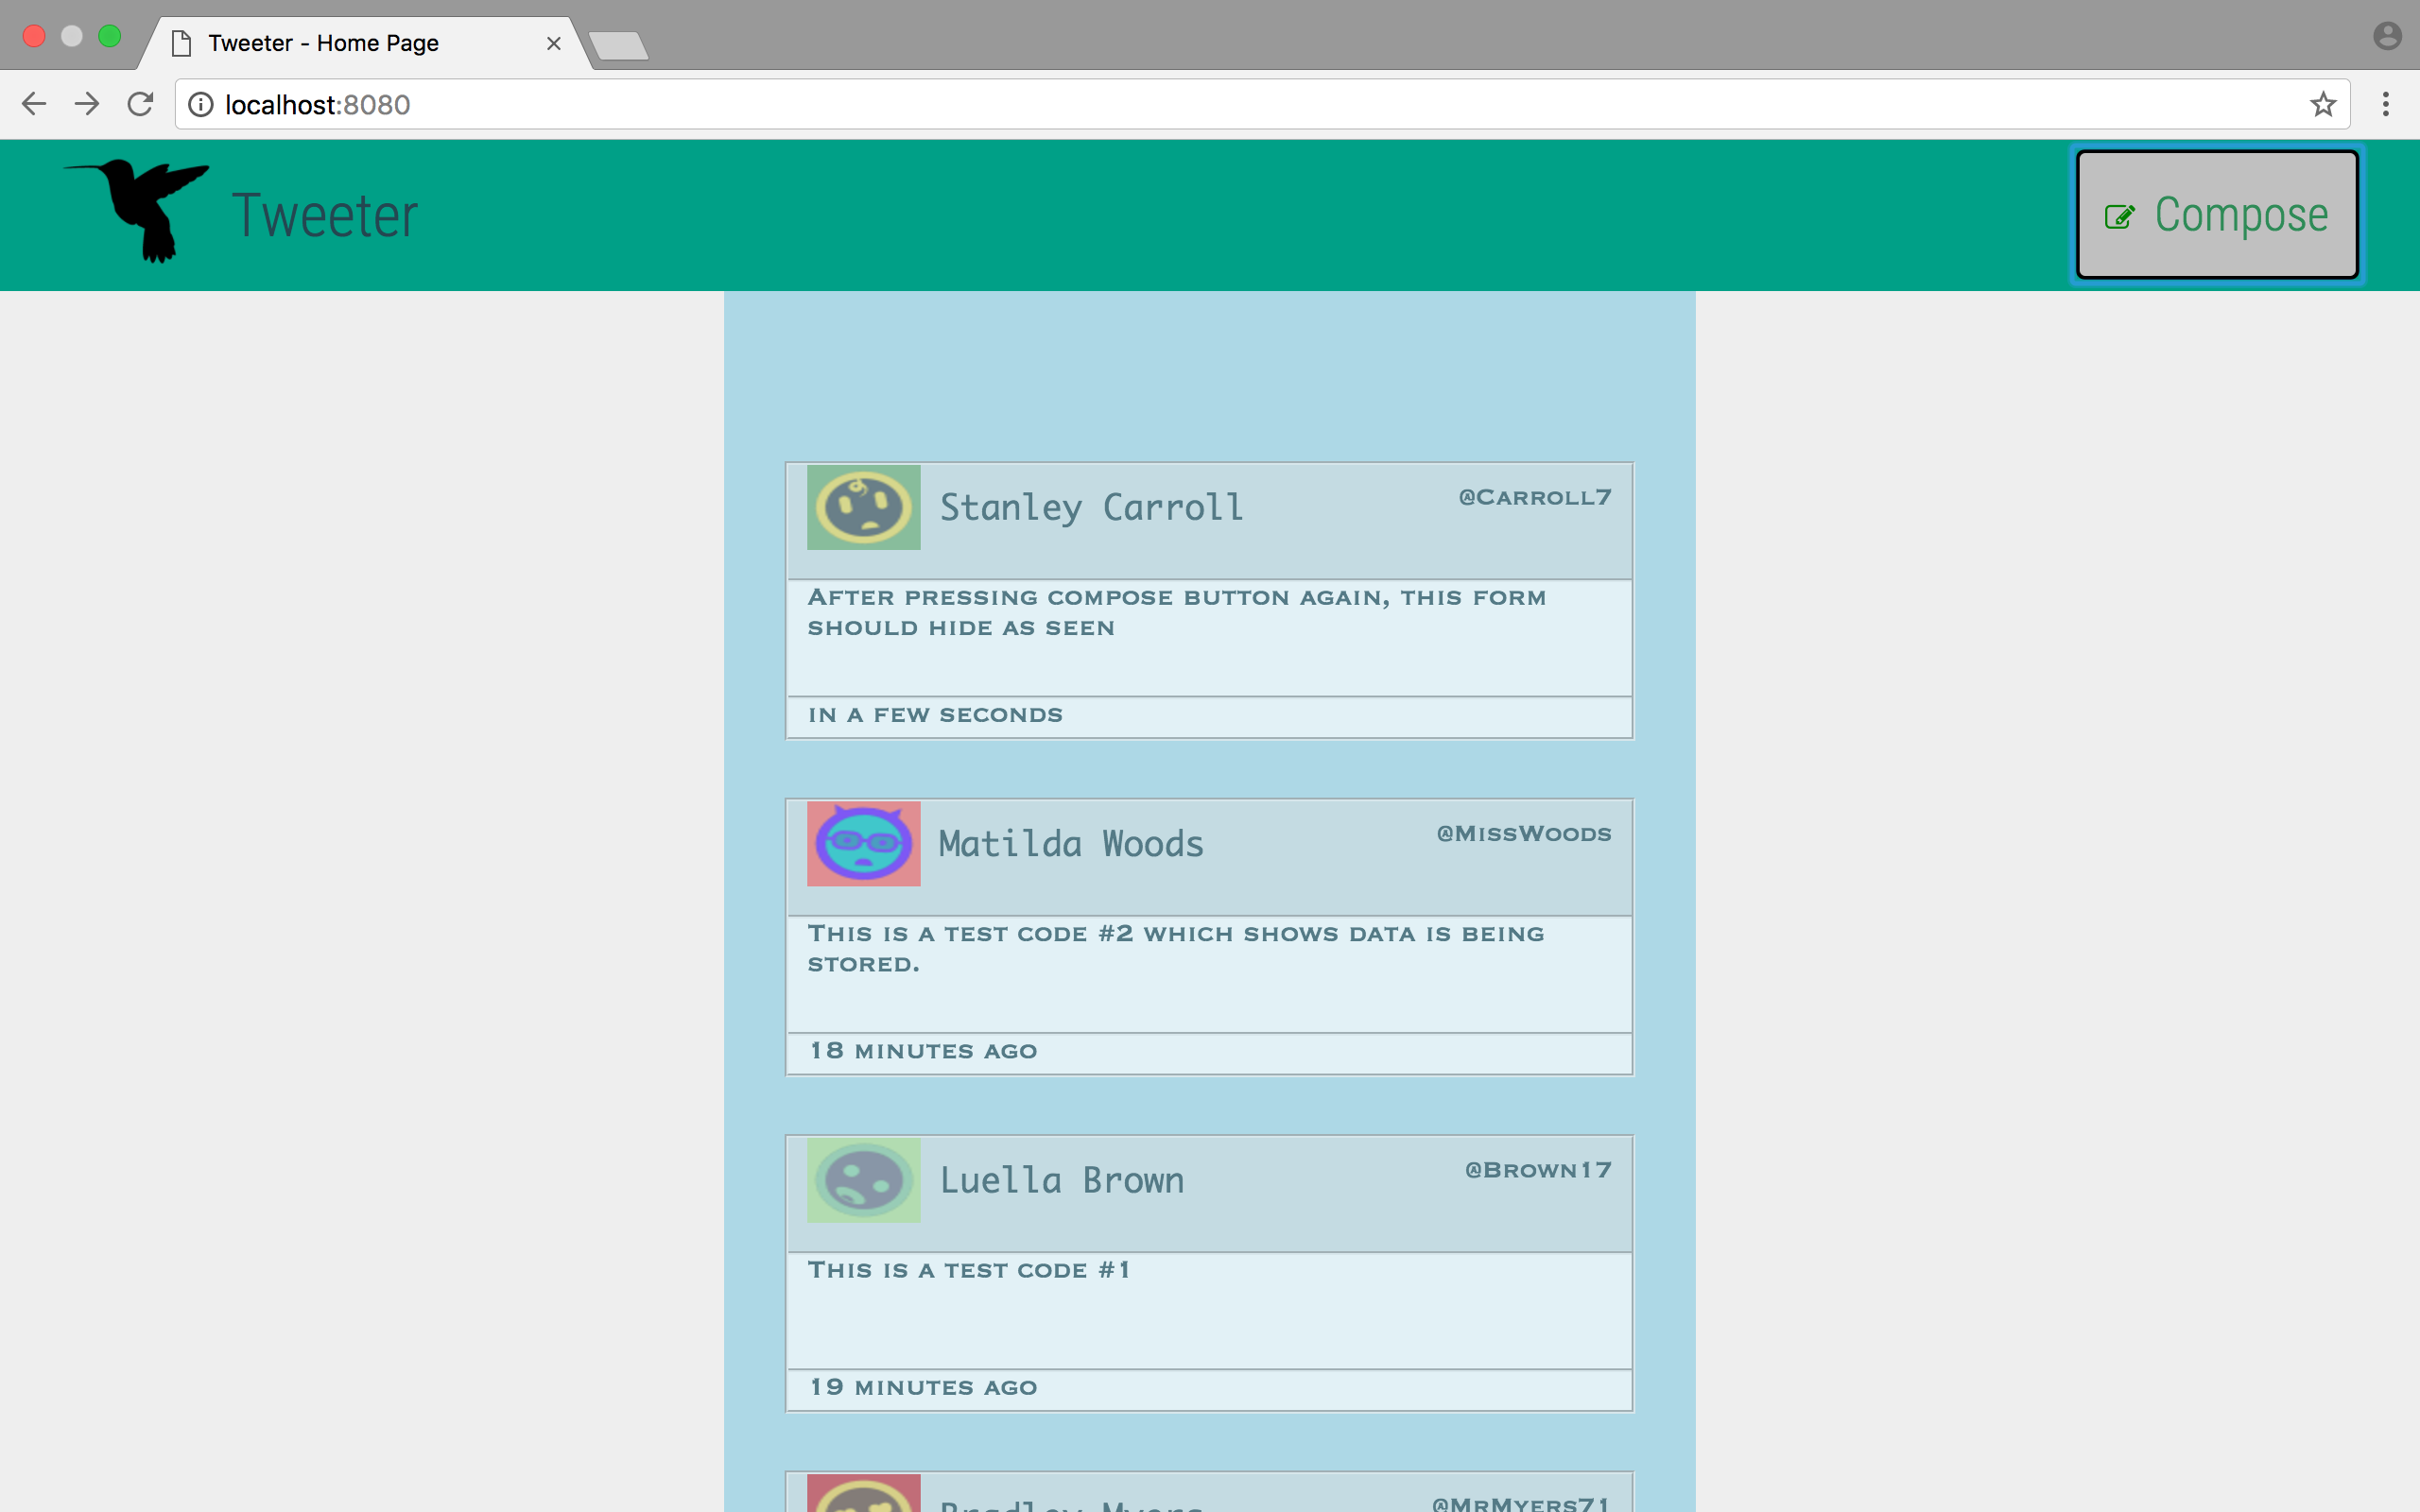 Tweeter - Home Page
localhost:8080
Tweeter
Compose
Stanley Carroll @Carroll7
After pressing compose button again, this form
should hide as seen
in a few seconds
Matilda Woods @MissWoods
This is a test code #2 which shows data is being
stored.
18 minutes ago
Luella Brown @Brown17
This is a test code #1
19 minutes ago
Bradley Myers @MrMyers71